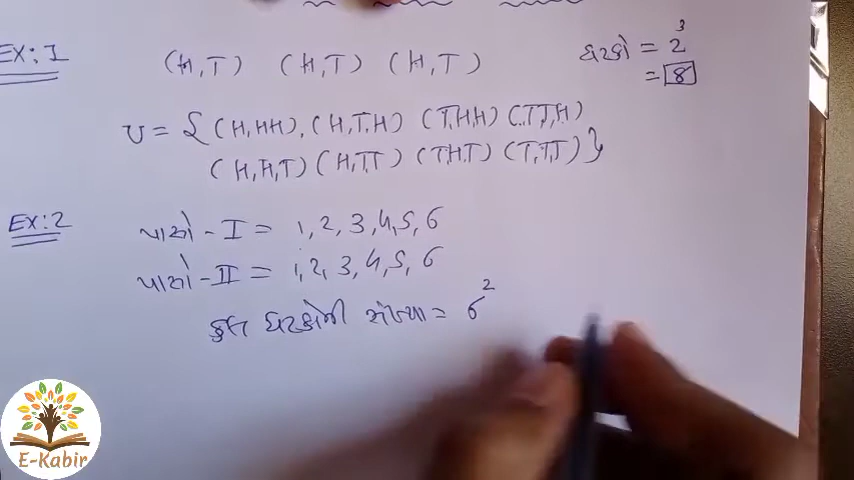 EX:1 (H,T) (H,T) (H,T) ઘટકો = 2³
= 8
U = { (H,HH), (H,T,H) (T,H,H) (T,T,H)
(H,H,T) (H,T,T) (T,H,T) (T,T,T) }
EX:2 પાસો - I = 1, 2, 3, 4, 5, 6
પાસો - II = 1, 2, 3, 4, 5, 6
કુલ ઘટકોની સંખ્યા = 6²
E-Kabir